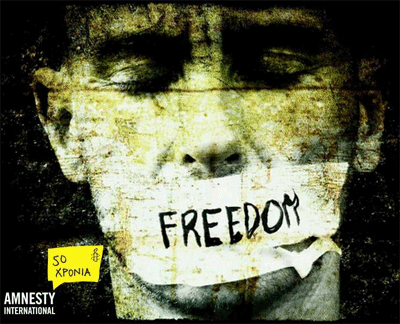 FREEDOM
50
ΧΡΟΝΙΑ
AMNESTY
INTERNATIONAL